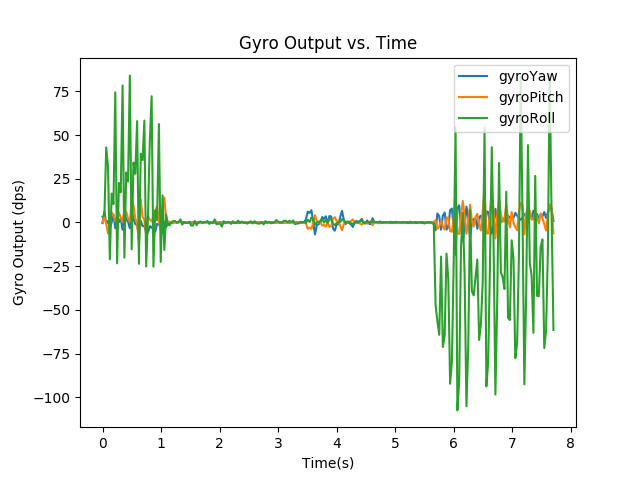 Gyro Output vs. Time
gyroYaw
gyroPitch
gyroRoll
75
50
25
0
−25
−50
−75
−100
Gyro Output (dps)
0 1 2 3 4 5 6 7 8
Time(s)